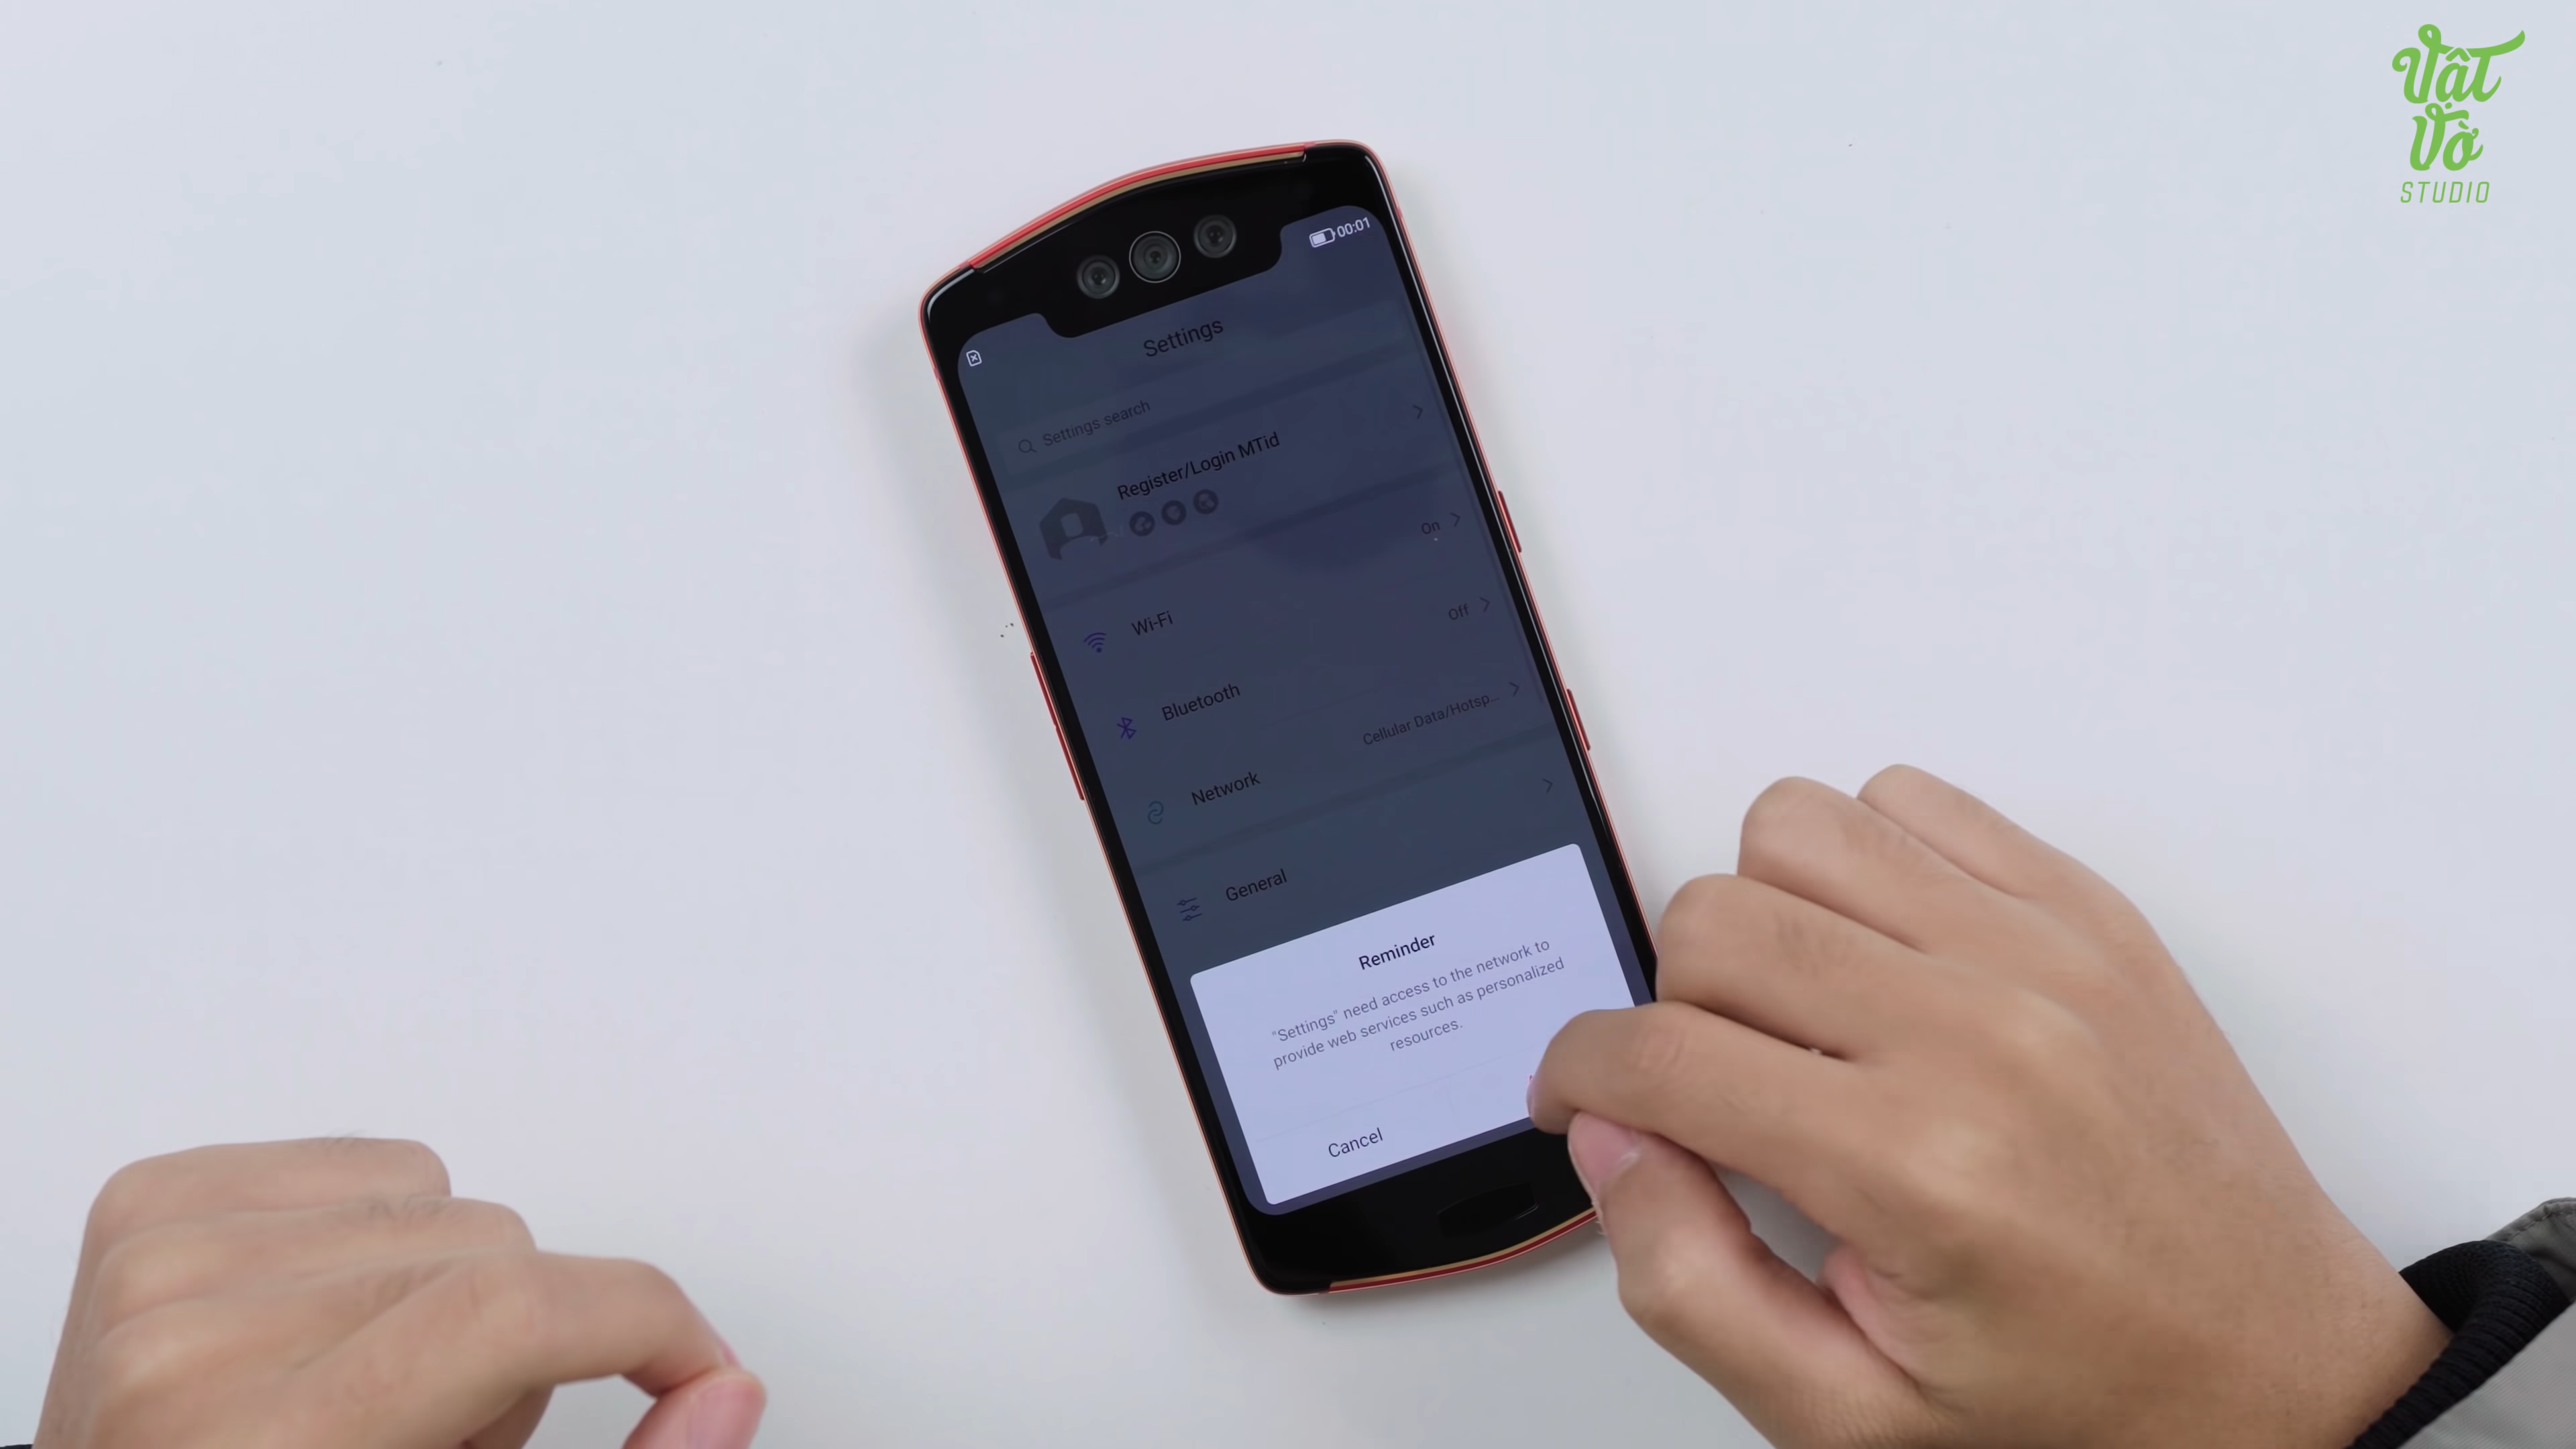 Vật
Vờ
STUDIO
00:01
Settings
Settings search
Register/Login MTid
Wi-Fi
On
Bluetooth
Off
Network
Cellular Data/Hotsp...
General
Reminder
"Settings" need access to the network to
provide web services such as personalized
resources.
Cancel